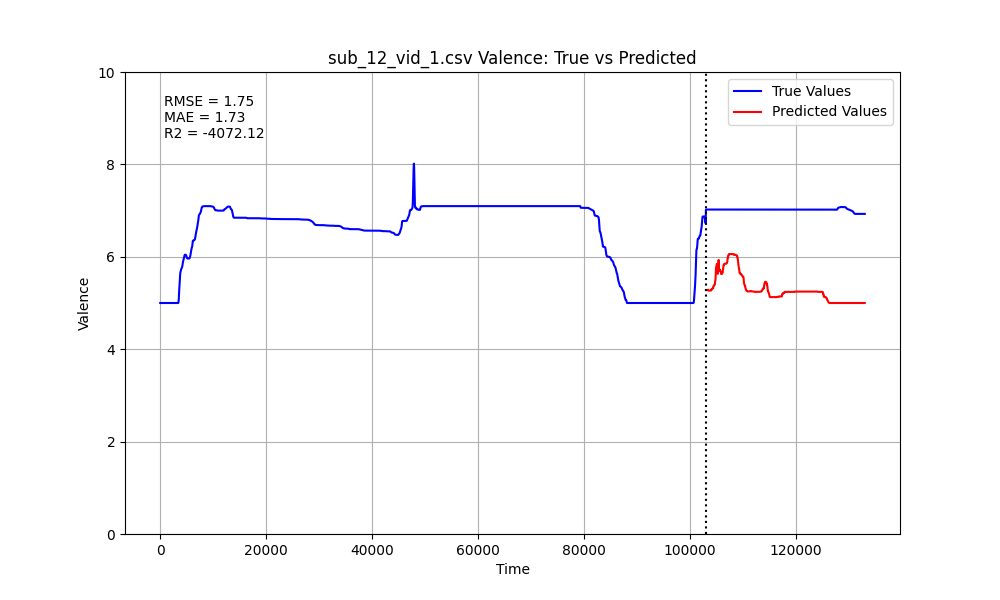 sub_12_vid_1.csv Valence: True vs Predicted
10
8
6
4
2
0
Valence
RMSE = 1.75
MAE = 1.73
R2 = -4072.12
True Values
Predicted Values
0 20000 40000 60000 80000 100000 120000
Time